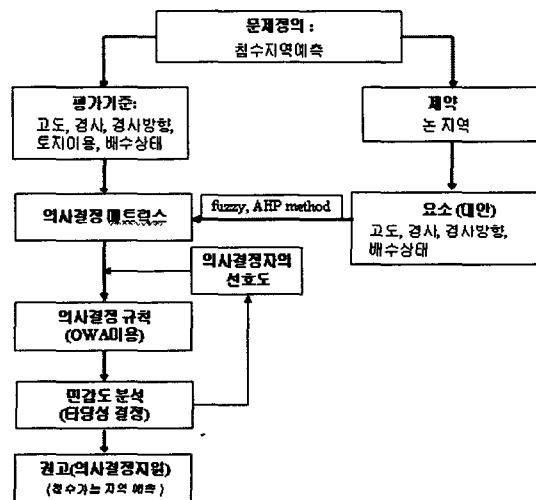 문제정의 :
침수지역예측
평가기준:
고도, 경사, 경사방향,
토지이용, 배수상태
제약
논 지역
fuzzy, AHP method
의사결정 매트릭스
요소 (대안)
고도, 경사, 경사방향,
배수상태
의사결정자의
선호도
의사결정 규칙
(OWA이용)
민감도 분석
(타당성 결정)
권고(의사결정지원)
(침수가능 지역 예측)